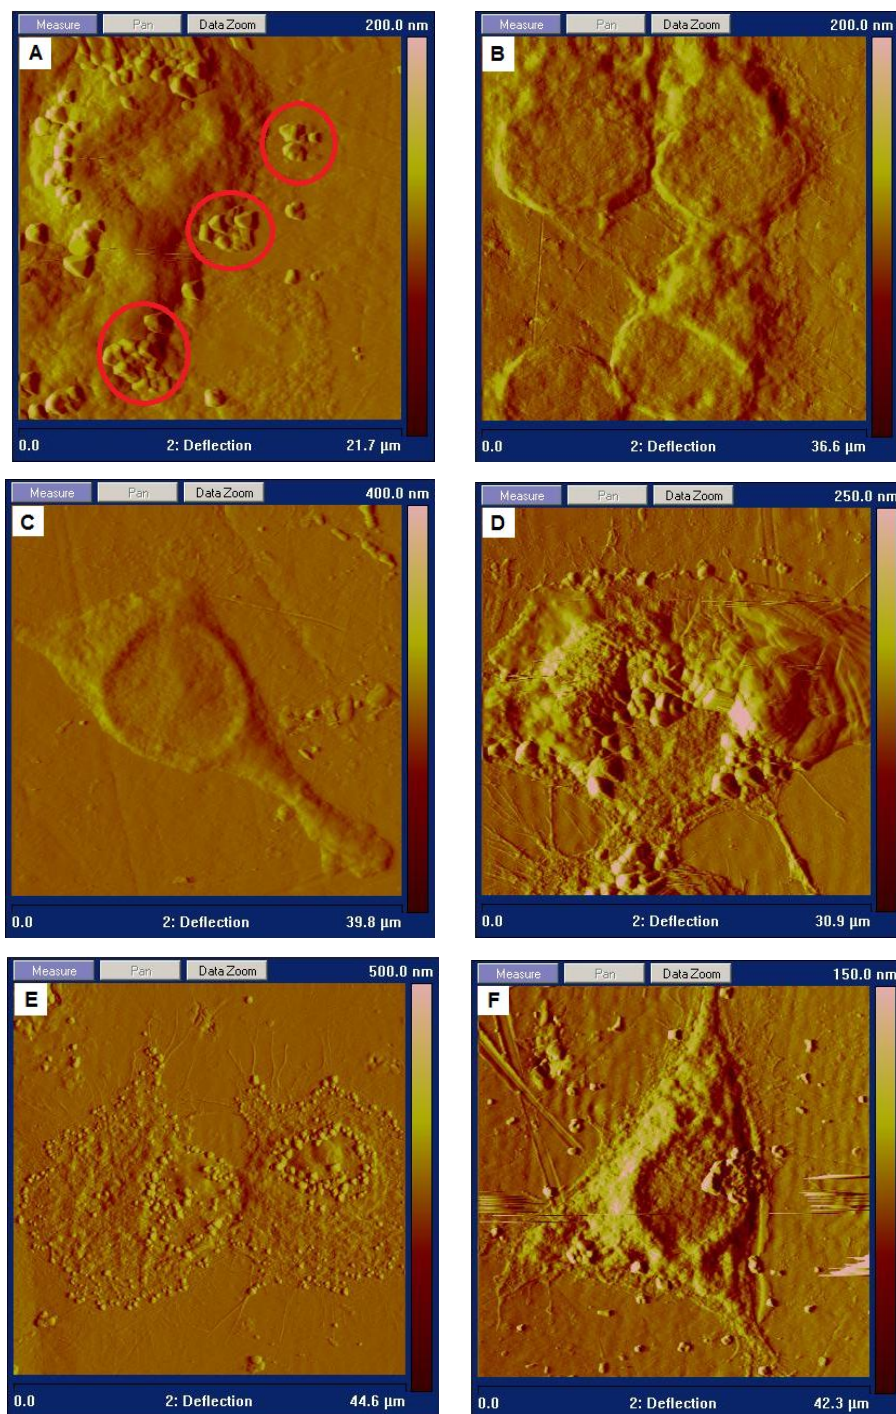 Measure Pan Data Zoom 200.0 nm
A
0.0 2: Deflection 21.7 µm
Measure Pan Data Zoom 200.0 nm
B
0.0 2: Deflection 36.6 µm
Measure Pan Data Zoom 400.0 nm
C
0.0 2: Deflection 39.8 µm
Measure Pan Data Zoom 250.0 nm
D
0.0 2: Deflection 30.9 µm
Measure Pan Data Zoom 500.0 nm
E
0.0 2: Deflection 44.6 µm
Measure Pan Data Zoom 150.0 nm
F
0.0 2: Deflection 42.3 µm